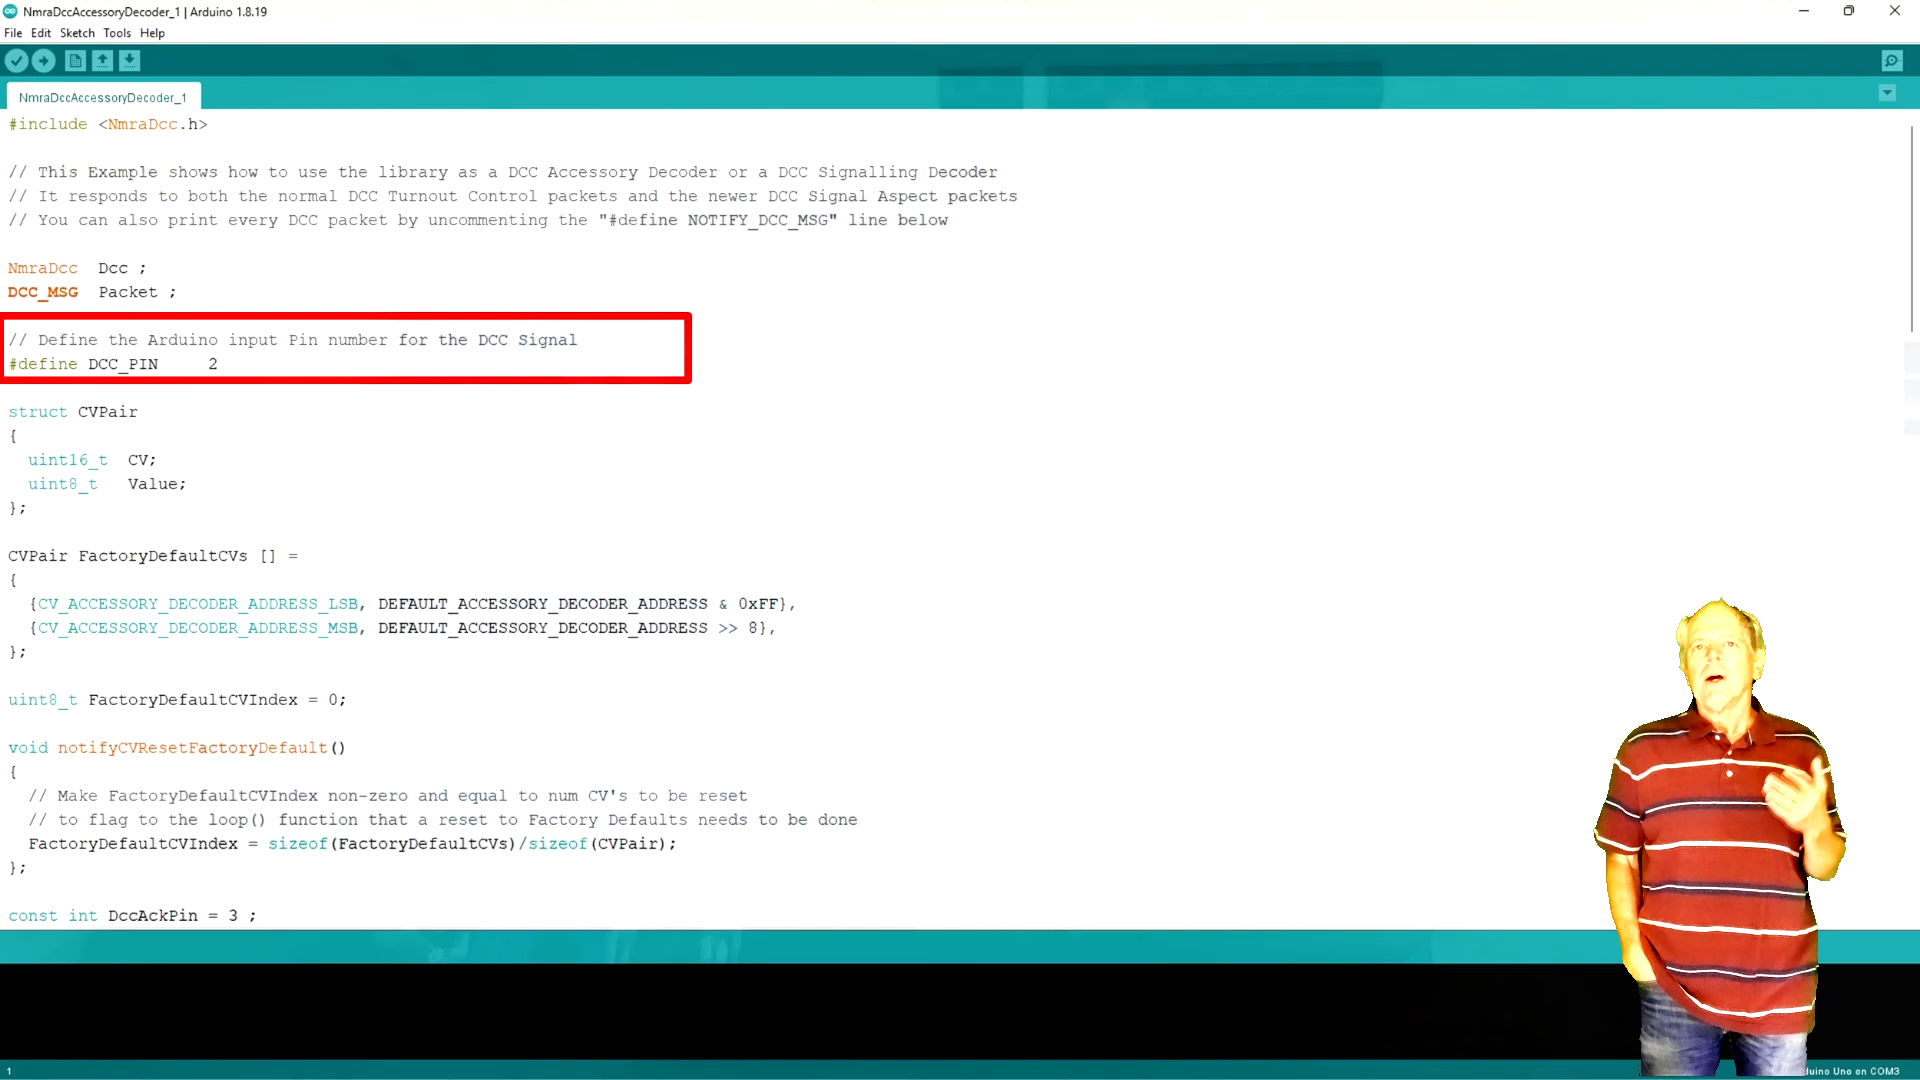 NmraDccAccessoryDecoder_1 | Arduino 1.8.19
File Edit Sketch Tools Help
NmraDccAccessoryDecoder_1
#include <NmraDcc.h>
// This Example shows how to use the library as a DCC Accessory Decoder or a DCC Signalling Decoder
// It responds to both the normal DCC Turnout Control packets and the newer DCC Signal Aspect packets
// You can also print every DCC packet by uncommenting the "#define NOTIFY_DCC_MSG" line below
NmraDcc  Dcc ;
DCC_MSG  Packet ;
// Define the Arduino input Pin number for the DCC Signal
#define DCC_PIN     2
struct CVPair
{
  uint16_t  CV;
  uint8_t   Value;
};
CVPair FactoryDefaultCVs [] =
{
  {CV_ACCESSORY_DECODER_ADDRESS_LSB, DEFAULT_ACCESSORY_DECODER_ADDRESS & 0xFF},
  {CV_ACCESSORY_DECODER_ADDRESS_MSB, DEFAULT_ACCESSORY_DECODER_ADDRESS >> 8},
};
uint8_t FactoryDefaultCVIndex = 0;
void notifyCVResetFactoryDefault()
{
  // Make FactoryDefaultCVIndex non-zero and equal to num CV's to be reset
  // to flag to the loop() function that a reset to Factory Defaults needs to be done
  FactoryDefaultCVIndex = sizeof(FactoryDefaultCVs)/sizeof(CVPair);
};
const int DccAckPin = 3 ;
1
duino Uno on COM3